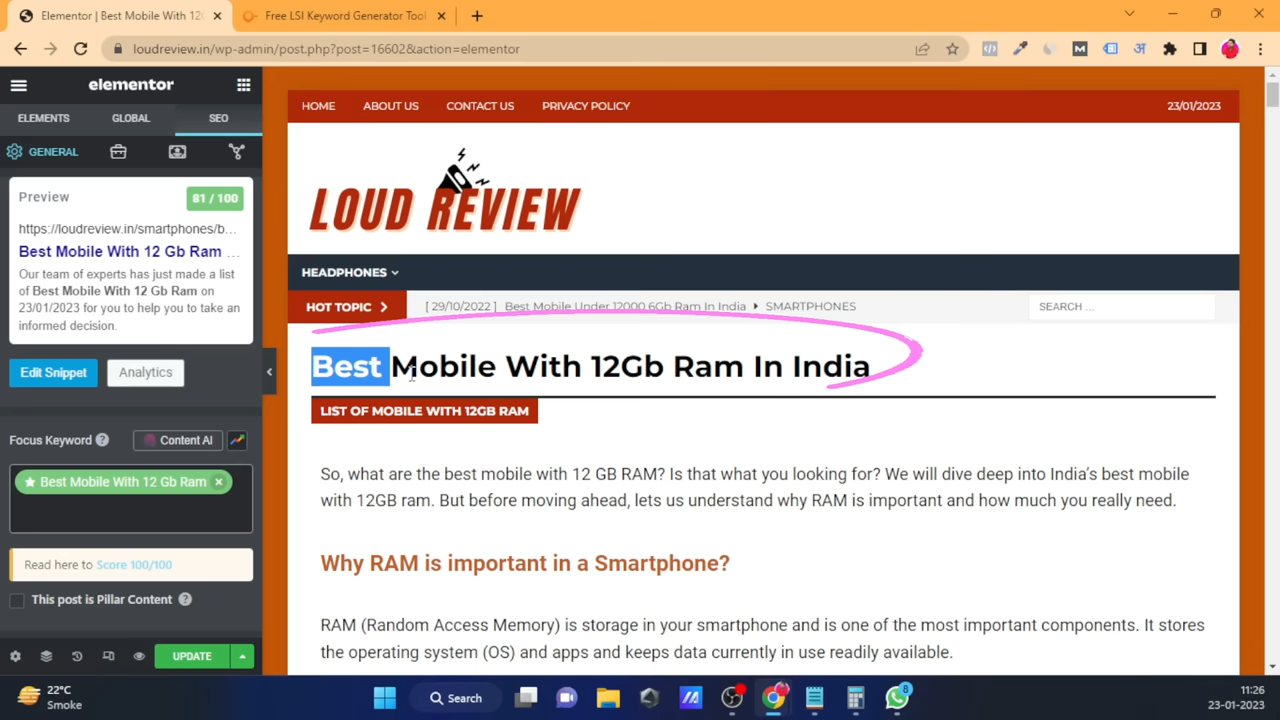 Elementor | Best Mobile With 12
Free LSI Keyword Generator Tool
loudreview.in/wp-admin/post.php?post=16602&action=elementor
elementor
ELEMENTS
GLOBAL
SEO
GENERAL
Preview
81 / 100
https://loudreview.in/smartphones/b...
Best Mobile With 12 Gb Ram ...
Our team of experts has just made a list
of Best Mobile With 12 Gb Ram on
23/01/2023 for you to help you to take an
informed decision.
Edit Snippet
Analytics
Focus Keyword ?
Content AI
Best Mobile With 12 Gb Ram ×
Read here to Score 100/100
This post is Pillar Content ?
UPDATE
HOME
ABOUT US
CONTACT US
PRIVACY POLICY
23/01/2023
LOUD REVIEW
HEADPHONES
HOT TOPIC
[ 29/10/2022 ] Best Mobile Under 12000 6Gb Ram In India
SMARTPHONES
SEARCH ...
Best Mobile With 12Gb Ram In India
LIST OF MOBILE WITH 12GB RAM
So, what are the best mobile with 12 GB RAM? Is that what you looking for? We will dive deep into India's best mobile
with 12GB ram. But before moving ahead, lets us understand why RAM is important and how much you really need.
Why RAM is important in a Smartphone?
RAM (Random Access Memory) is storage in your smartphone and is one of the most important components. It stores
the operating system (OS) and apps and keeps data currently in use readily available.
22°C
Smoke
Search
8
11:26
23-01-2023